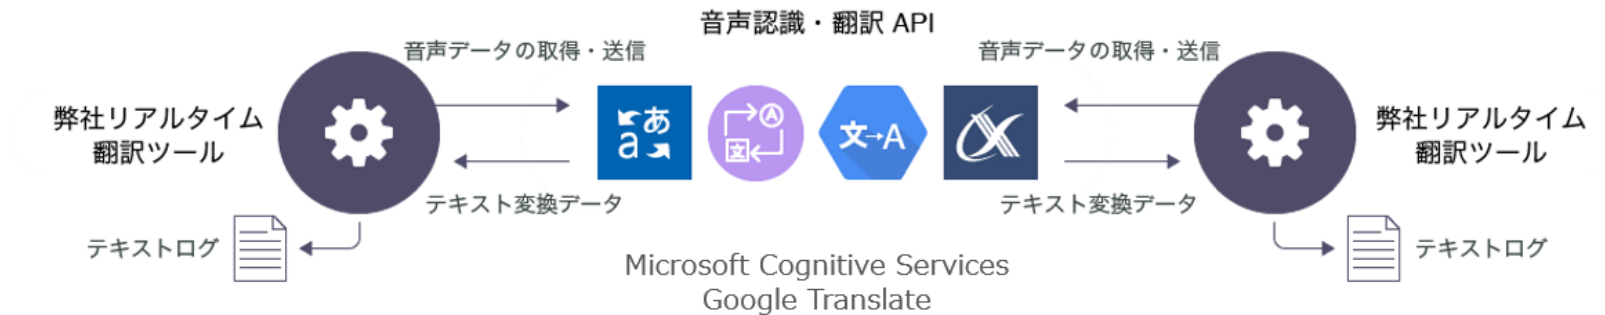 音声認識・翻訳 API
音声データの取得・送信
音声データの取得・送信
弊社リアルタイム
翻訳ツール
あ
a
A
文
文→A
弊社リアルタイム
翻訳ツール
テキスト変換データ
テキスト変換データ
テキストログ
テキストログ
Microsoft Cognitive Services
Google Translate